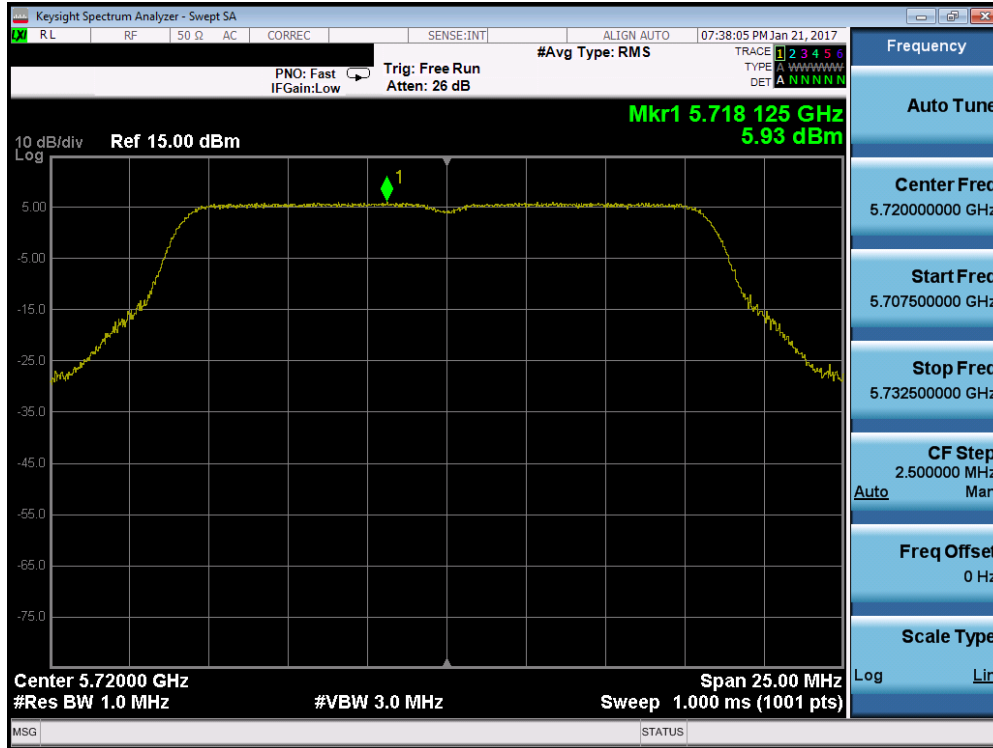 Keysight Spectrum Analyzer - Swept SA
LXI RL RF 50 Ω AC CORREC SENSE:INT ALIGN AUTO 07:38:05 PM Jan 21, 2017
#Avg Type: RMS TRACE 1 2 3 4 5 6
PNO: Fast Trig: Free Run TYPE A WWWWW
IFGain:Low Atten: 26 dB DET A N N N N N
Mkr1 5.718 125 GHz
10 dB/div Ref 15.00 dBm 5.93 dBm
Log
1
5.00
-5.00
-15.0
-25.0
-35.0
-45.0
-55.0
-65.0
-75.0
Center 5.72000 GHz Span 25.00 MHz
#Res BW 1.0 MHz #VBW 3.0 MHz Sweep 1.000 ms (1001 pts)
MSG STATUS
Frequency
Auto Tune
Center Freq
5.720000000 GHz
Start Freq
5.707500000 GHz
Stop Freq
5.732500000 GHz
CF Step
2.500000 MHz
Auto Man
Freq Offset
0 Hz
Scale Type
Log Lin